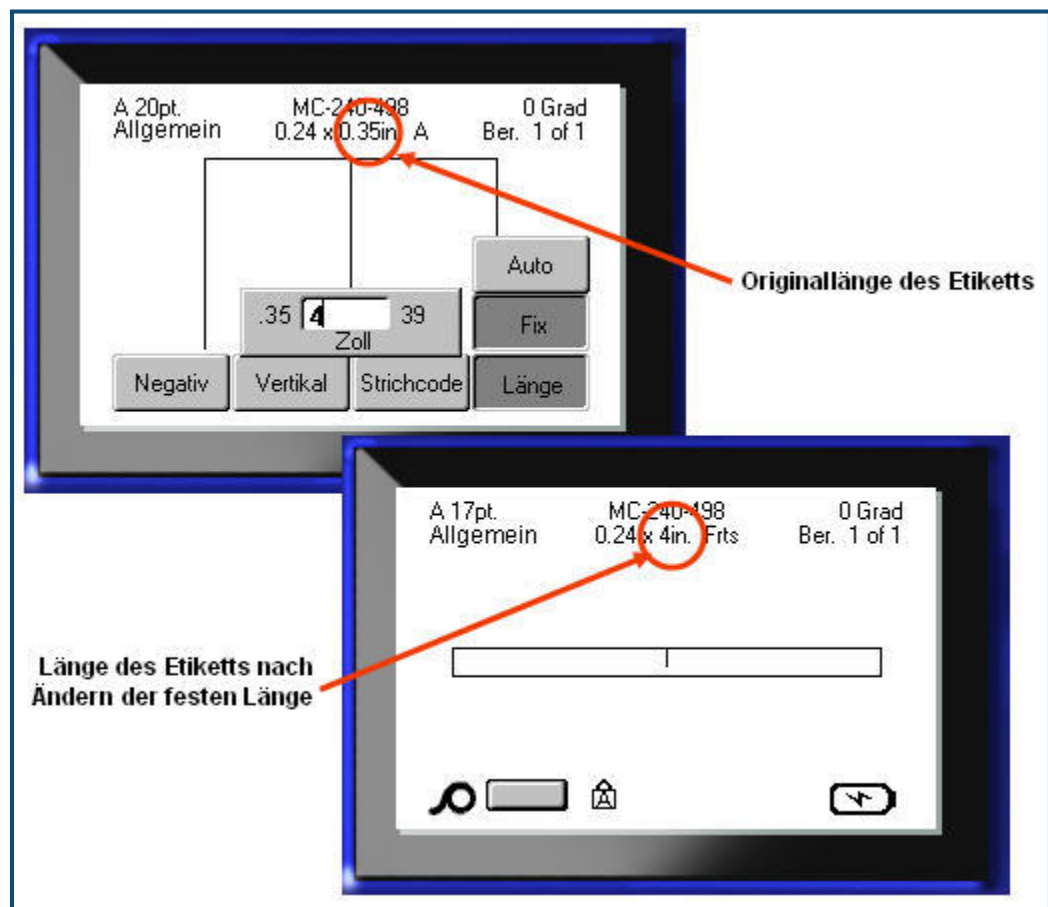 A 20pt. MC-240-498 0 Grad
Allgemein 0.24 x 0.35in. A Ber. 1 of 1
Auto
Originallänge des Etiketts
.35 4 39
Fix
Zoll
Negativ Vertikal Strichcode Länge
A 17pt. MC-240-498 0 Grad
Allgemein 0.24 x 4in. Frts Ber. 1 of 1
Länge des Etiketts nach
Ändern der festen Länge
A